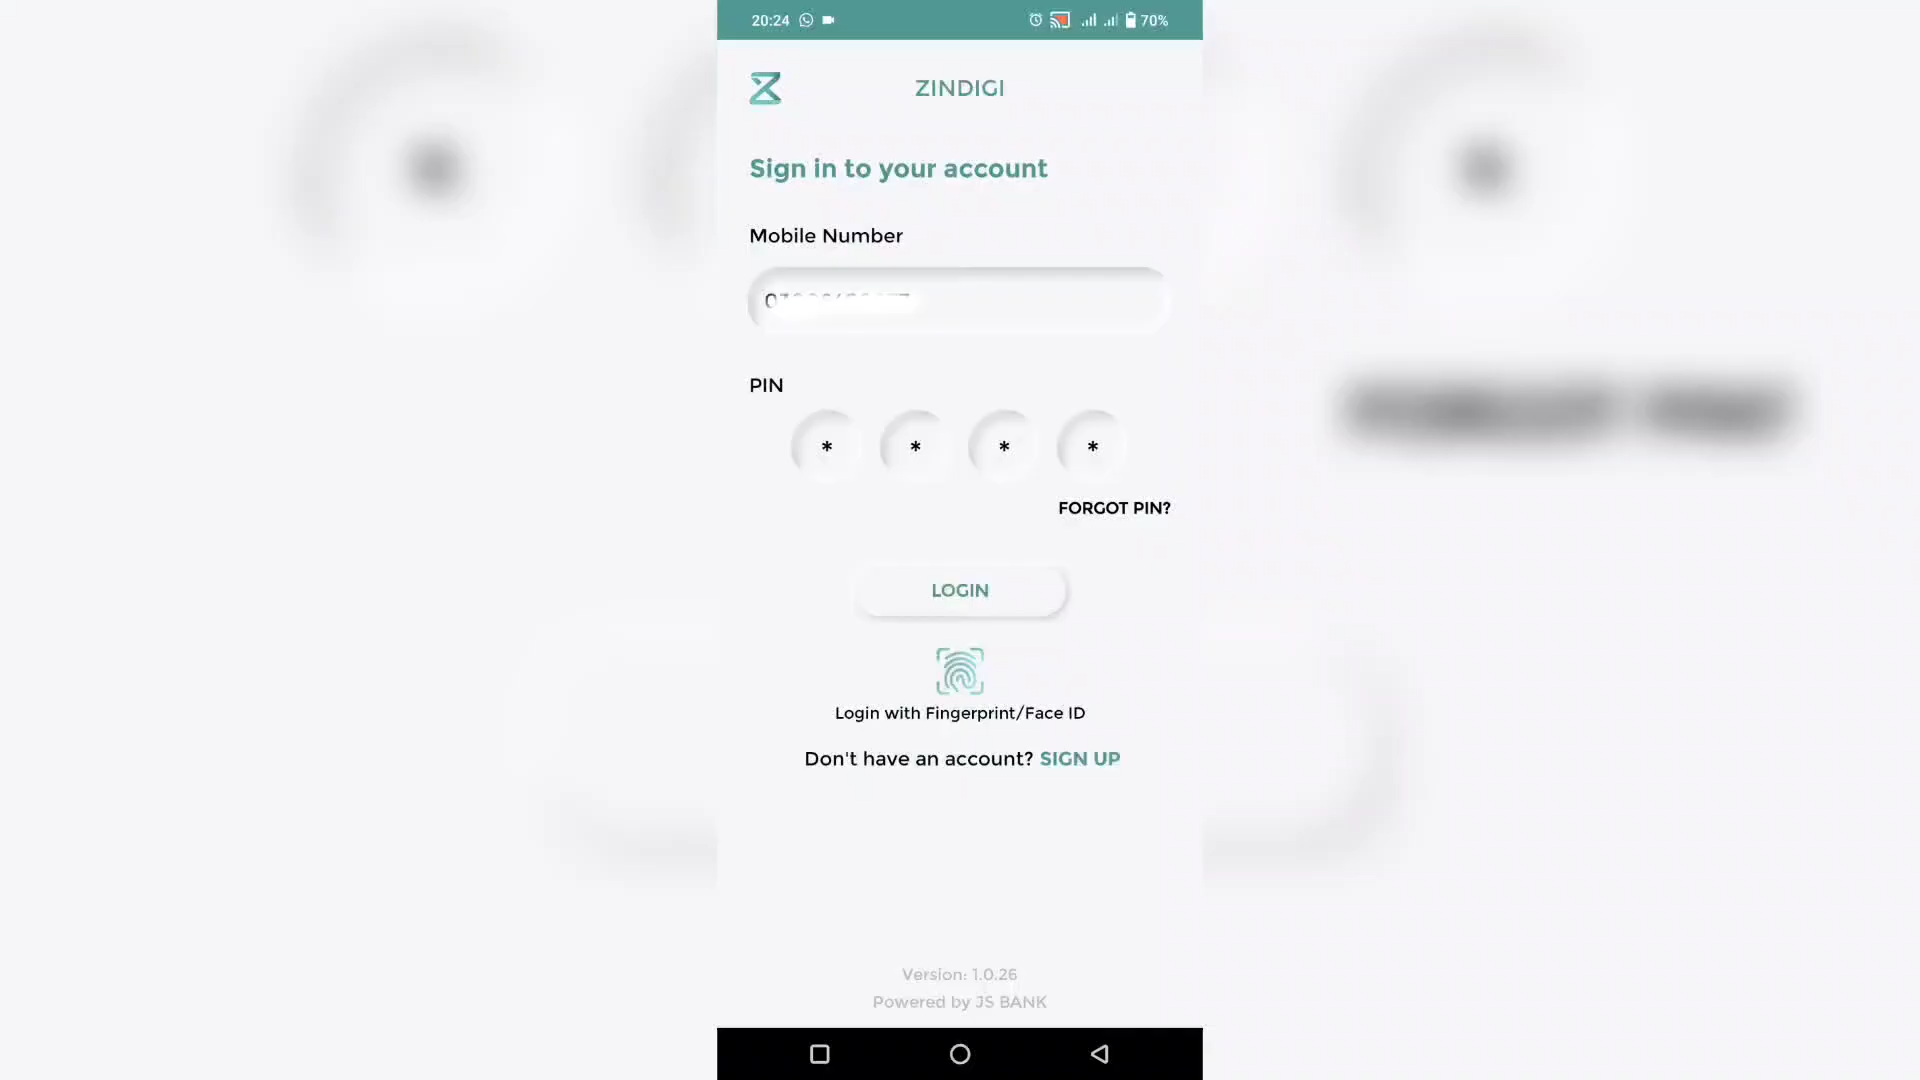 20:24 70%
ZINDIGI
Sign in to your account
Mobile Number
PIN
* * * *
FORGOT PIN?
LOGIN
Login with Fingerprint/Face ID
Don't have an account? SIGN UP
Version: 1.0.26
Powered by JS BANK